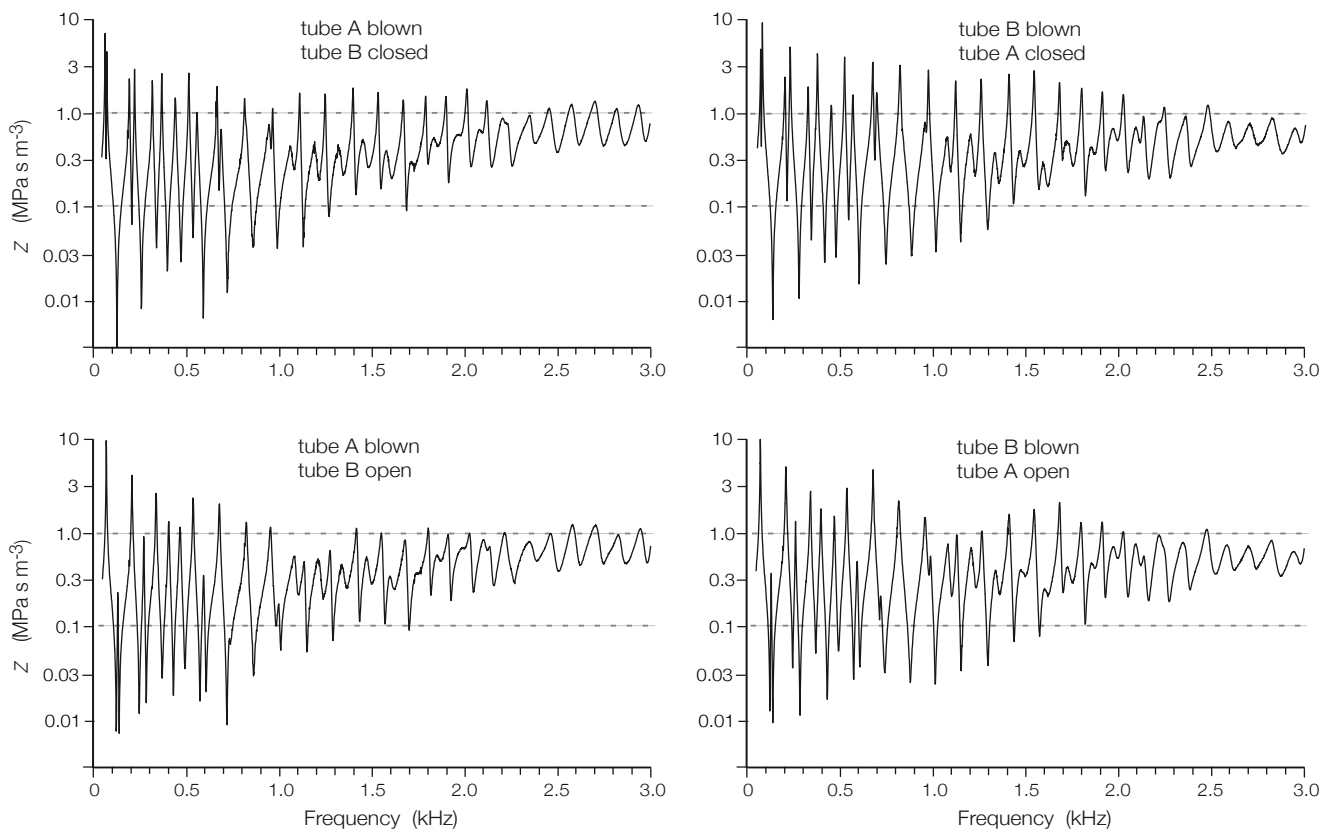 tube A blown
tube B closed
10
3
1.0
0.3
0.1
0.03
0.01
Z (MPa s m-3)
0 0.5 1.0 1.5 2.0 2.5 3.0
tube B blown
tube A closed
10
3
1.0
0.3
0.1
0.03
0.01
0 0.5 1.0 1.5 2.0 2.5 3.0
tube A blown
tube B open
10
3
1.0
0.3
0.1
0.03
0.01
Z (MPa s m-3)
0 0.5 1.0 1.5 2.0 2.5 3.0
Frequency (kHz)
tube B blown
tube A open
10
3
1.0
0.3
0.1
0.03
0.01
0 0.5 1.0 1.5 2.0 2.5 3.0
Frequency (kHz)